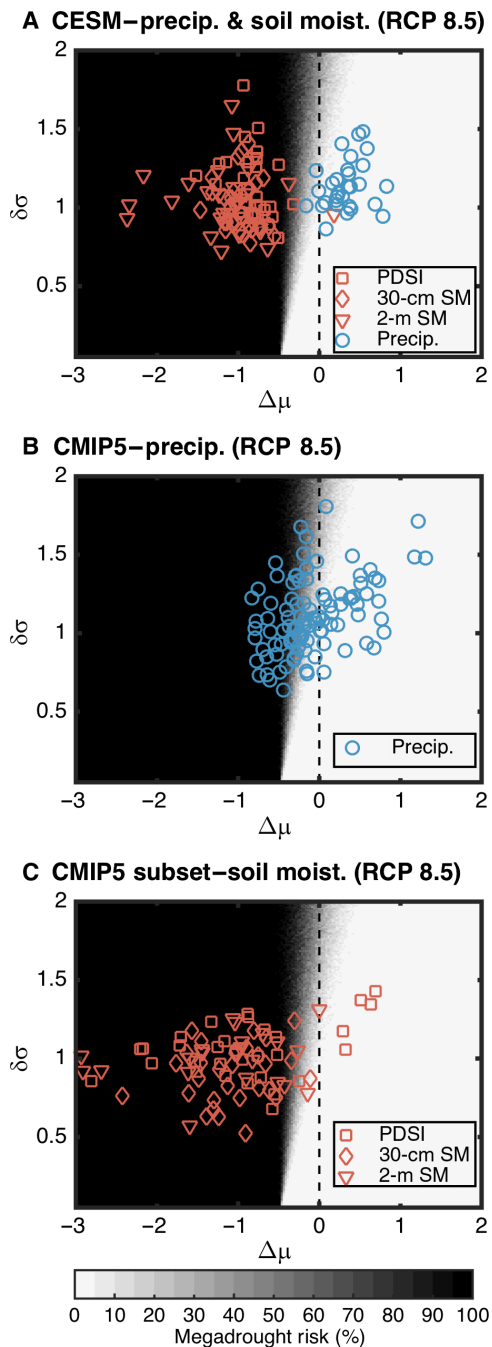 A CESM–precip. & soil moist. (RCP 8.5)
2
1.5
1
0.5
δσ
PDSI
30-cm SM
2-m SM
Precip.
−3 −2 −1 0 1 2
Δμ
B CMIP5–precip. (RCP 8.5)
2
1.5
1
0.5
δσ
Precip.
−3 −2 −1 0 1 2
Δμ
C CMIP5 subset–soil moist. (RCP 8.5)
2
1.5
1
0.5
δσ
PDSI
30-cm SM
2-m SM
−3 −2 −1 0 1 2
Δμ
0 10 20 30 40 50 60 70 80 90 100
Megadrought risk (%)